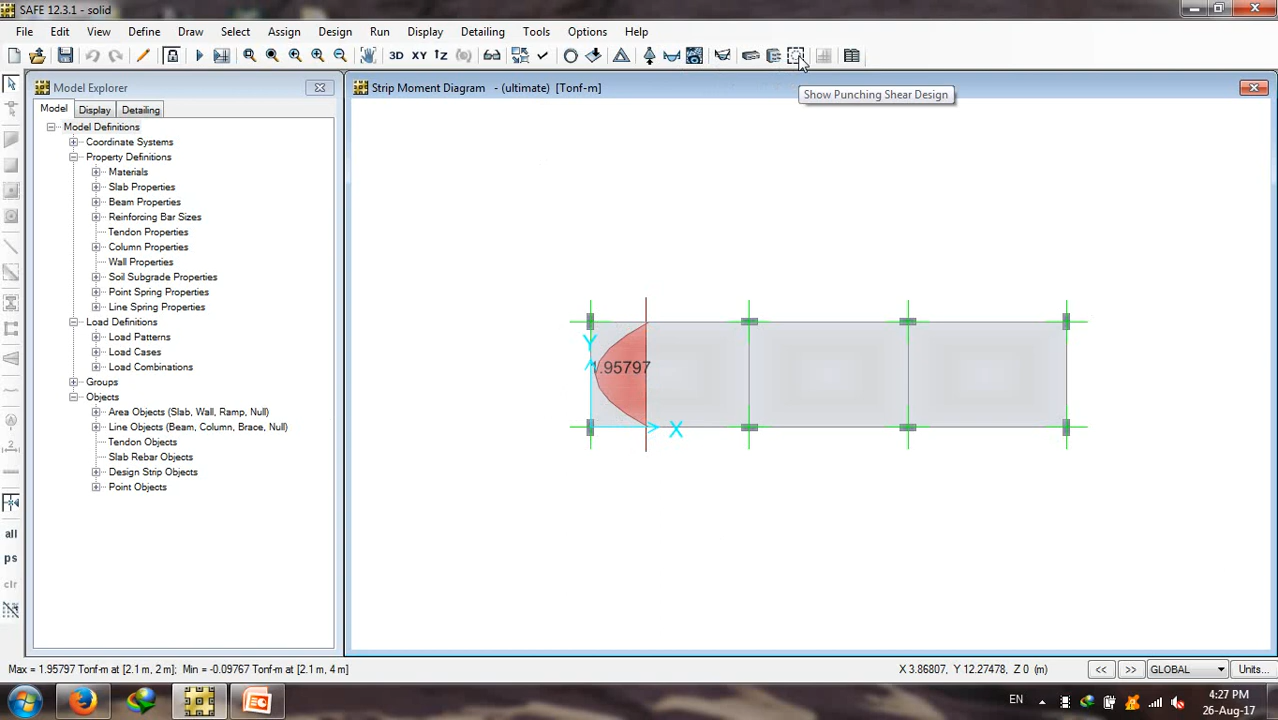 SAFE 12.3.1 - solid
File Edit View Define Select Assign Design Run Display Detailing Tools Options Help
3D XY
Model Explorer
Strip Moment Diagram - (ultimate) [Tonf-m]
Show Punching Shear Design
Model Display Detailing
Model Definitions
Coordinate Systems
Property Definitions
Materials
Slab Properties
Beam Properties
Reinforcing Bar Sizes
Tendon Properties
Column Properties
Wall Properties
Soil Subgrade Properties
Point Spring Properties
Line Spring Properties
Load Definitions
Load Patterns
Load Cases
Load Combinations
Groups
Objects
Area Objects (Slab, Wall, Ramp, Null)
Line Objects (Beam, Column, Brace, Null)
Tendon Objects
Slab Rebar Objects
Design Strip Objects
Point Objects
all
ps
clr
Y
1.95797
X
Max = 1.95797 Tonf-m at [2.1 m, 2 m]; Min = -0.09767 Tonf-m at [2.1 m, 4 m]
X 3.86807, Y 12.27478, Z 0 (m)
<< >> GLOBAL Units...
EN
4:27 PM
26-Aug-17